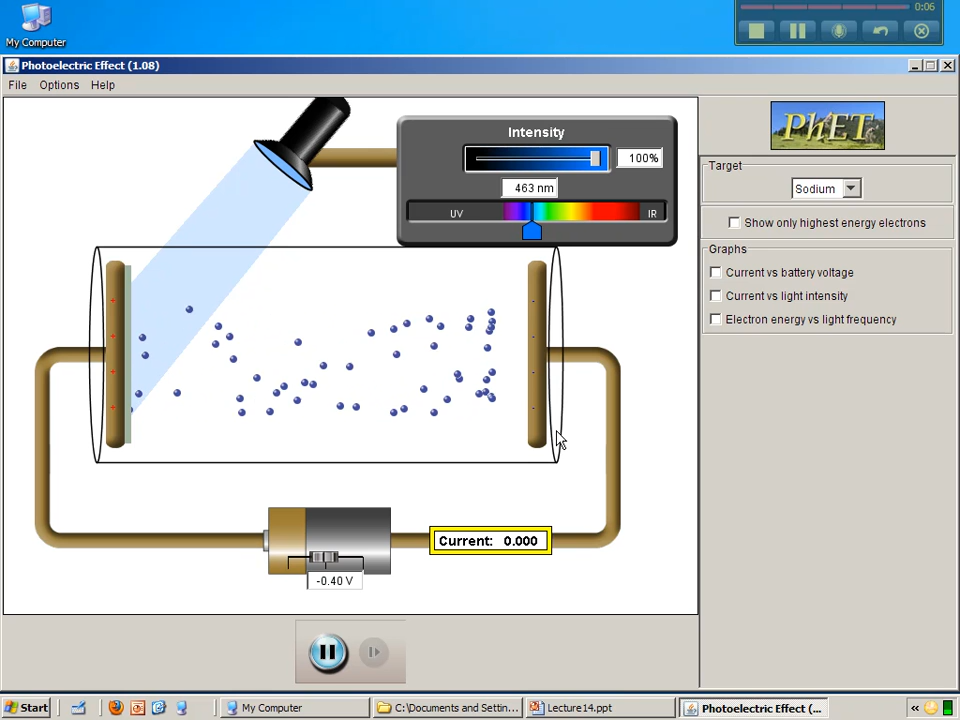 0:06
My Computer
Photoelectric Effect (1.08)
File Options Help
Intensity
100%
463 nm
UV IR
PhET
Target
Sodium
Show only highest energy electrons
Graphs
Current vs battery voltage
Current vs light intensity
Electron energy vs light frequency
+ -
+ -
+ -
+ -
Current: 0.000
-0.40 V
Start
My Computer
C:\Documents and Settin...
Lecture14.ppt
Photoelectric Effect (...
«